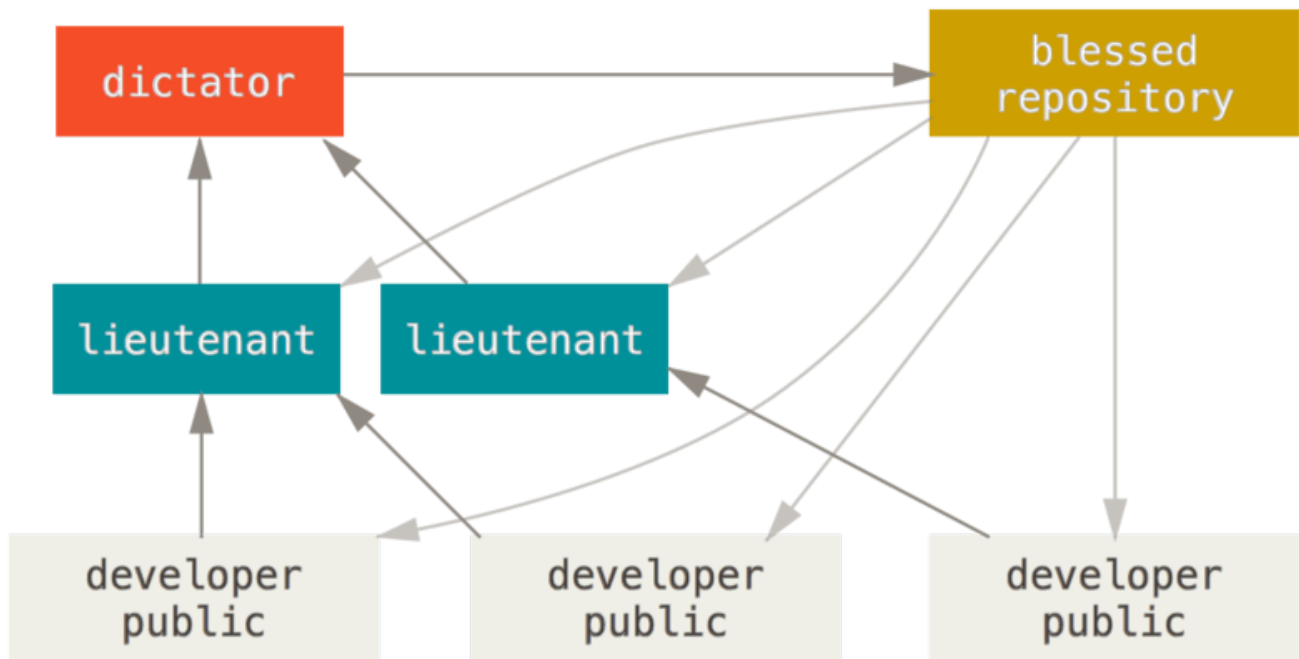 dictator
blessed
repository
lieutenant
lieutenant
developer
public
developer
public
developer
public